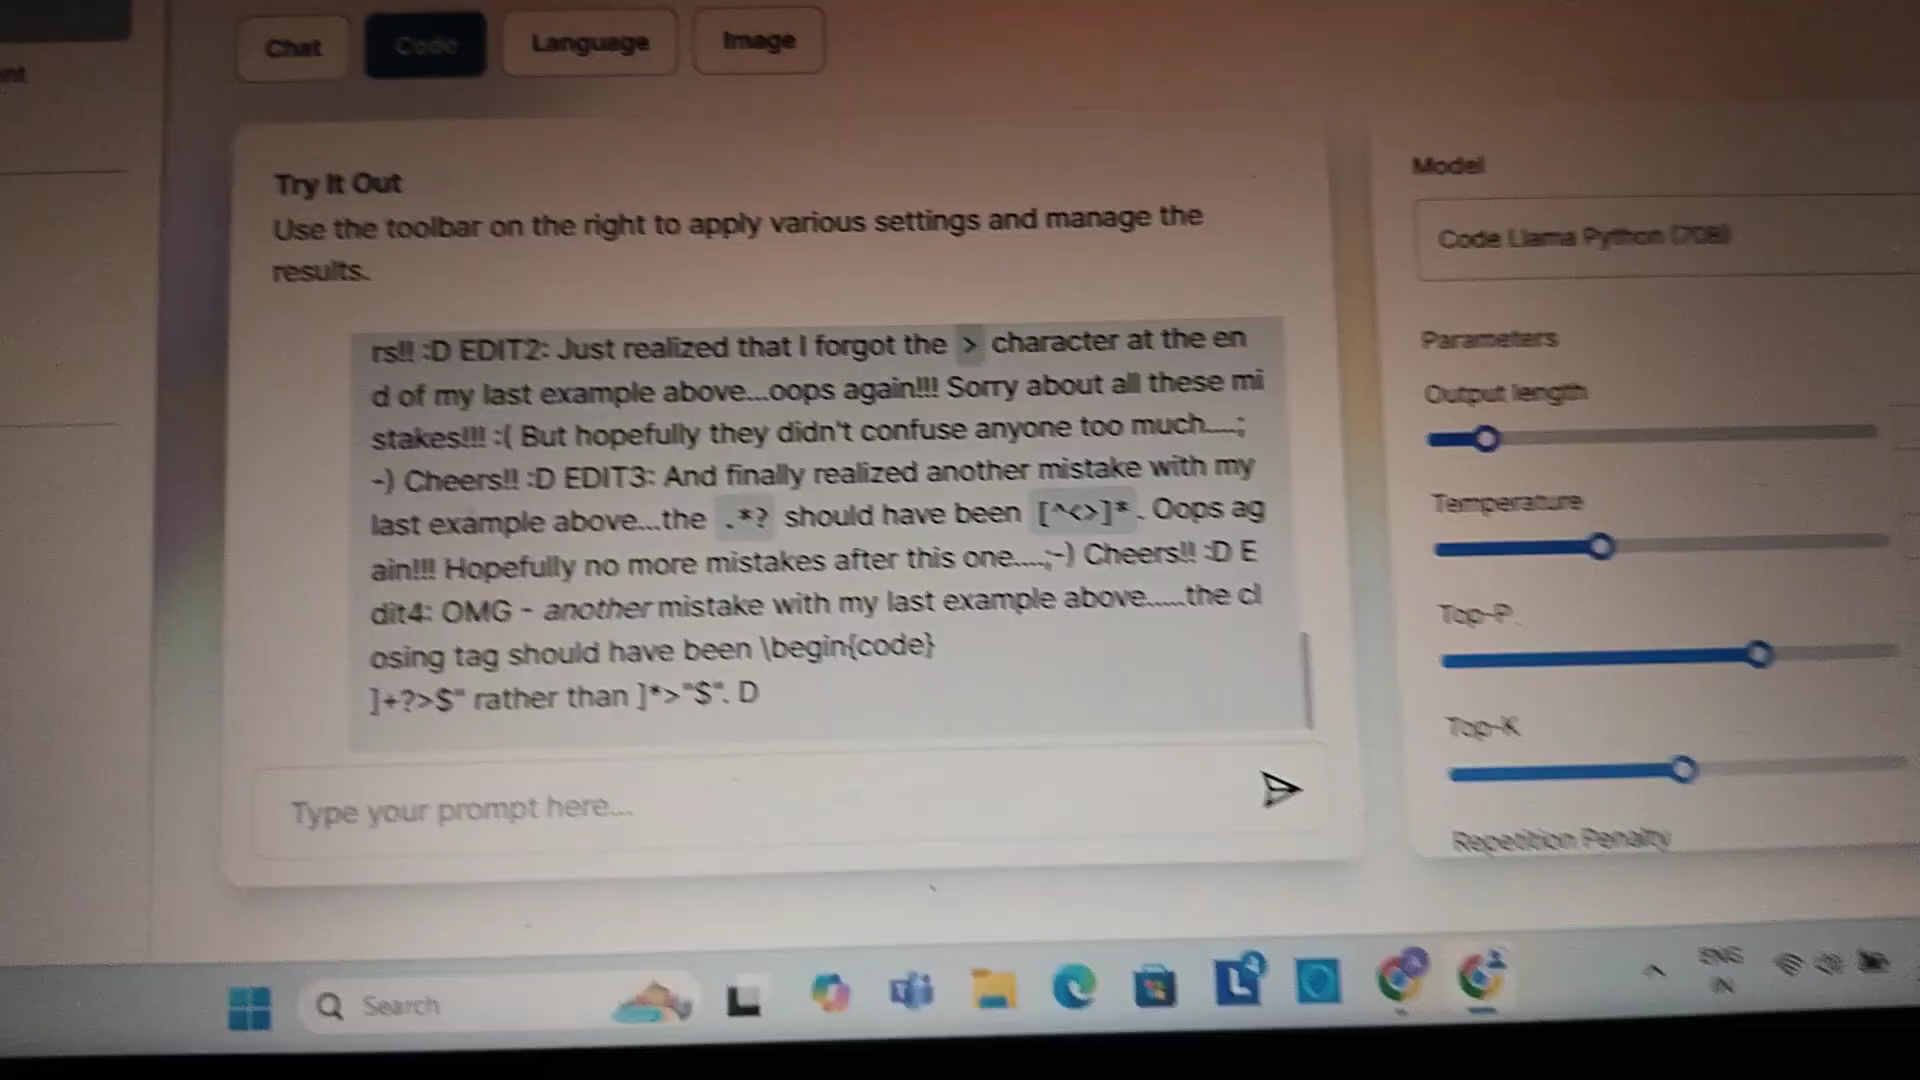 Chat Code Language Image
Try It Out
Use the toolbar on the right to apply various settings and manage the
results.
rs!! :D EDIT2: Just realized that I forgot the > character at the en
d of my last example above...oops again!!! Sorry about all these mi
stakes!!! :( But hopefully they didn't confuse anyone too much.....;
-) Cheers!! :D EDIT3: And finally realized another mistake with my
last example above...the .*? should have been [^<>]*. Oops ag
ain!!! Hopefully no more mistakes after this one.....;-) Cheers!! :D E
dit4: OMG - another mistake with my last example above......the cl
osing tag should have been \begin{code}
]+?>$" rather than ]*>"$". D
Type your prompt here...
Model
Code Llama Python (70B)
Parameters
Output length
Temperature
Top-P
Top-K
Repetition Penalty
Search
ENG
IN